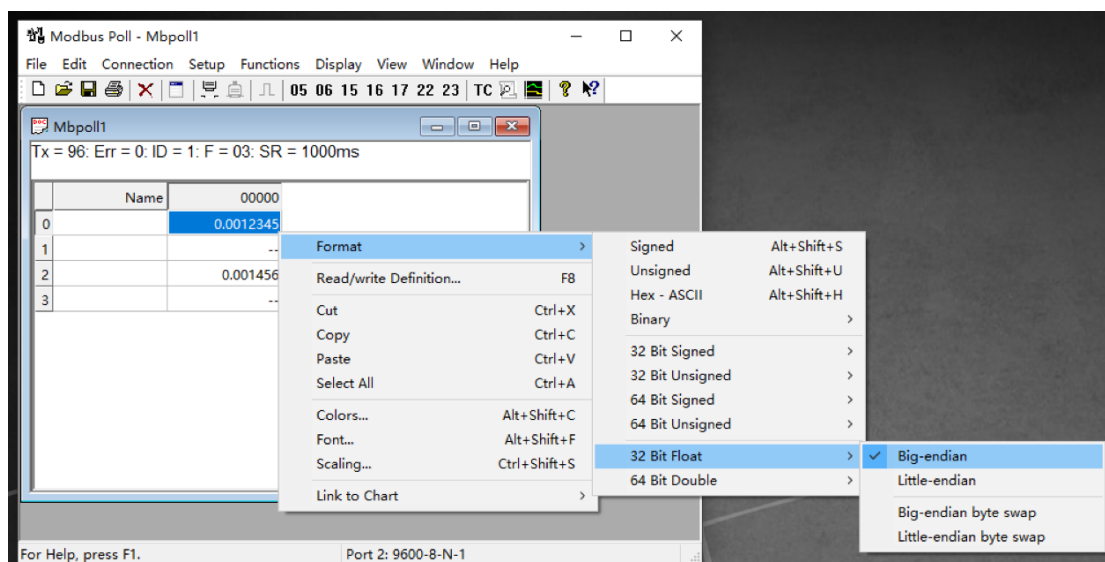 Modbus Poll - Mbpoll1
File Edit Connection Setup Functions Display View Window Help
05 06 15 16 17 22 23 TC
Mbpoll1
Tx = 96: Err = 0: ID = 1: F = 03: SR = 1000ms
Name 00000
0 0.0012345
1 --
2 0.001456
3 --
Format
Read/write Definition... F8
Cut Ctrl+X
Copy Ctrl+C
Paste Ctrl+V
Select All Ctrl+A
Colors... Alt+Shift+C
Font... Alt+Shift+F
Scaling... Ctrl+Shift+S
Link to Chart
Signed Alt+Shift+S
Unsigned Alt+Shift+U
Hex - ASCII Alt+Shift+H
Binary
32 Bit Signed
32 Bit Unsigned
64 Bit Signed
64 Bit Unsigned
32 Bit Float
64 Bit Double
Big-endian
Little-endian
Big-endian byte swap
Little-endian byte swap
For Help, press F1. Port 2: 9600-8-N-1